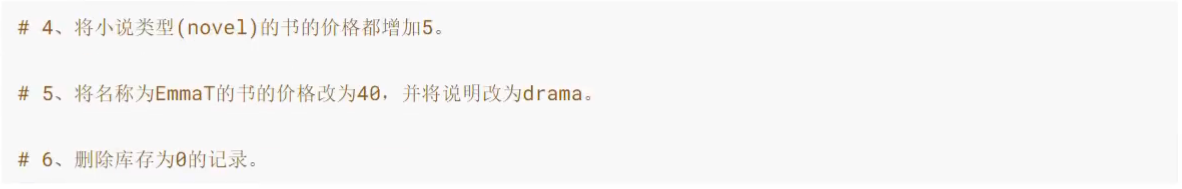 # 4、将小说类型(novel)的书的价格都增加5。
# 5、将名称为EmmaT的书的价格改为40，并将说明改为drama。
# 6、删除库存为0的记录。